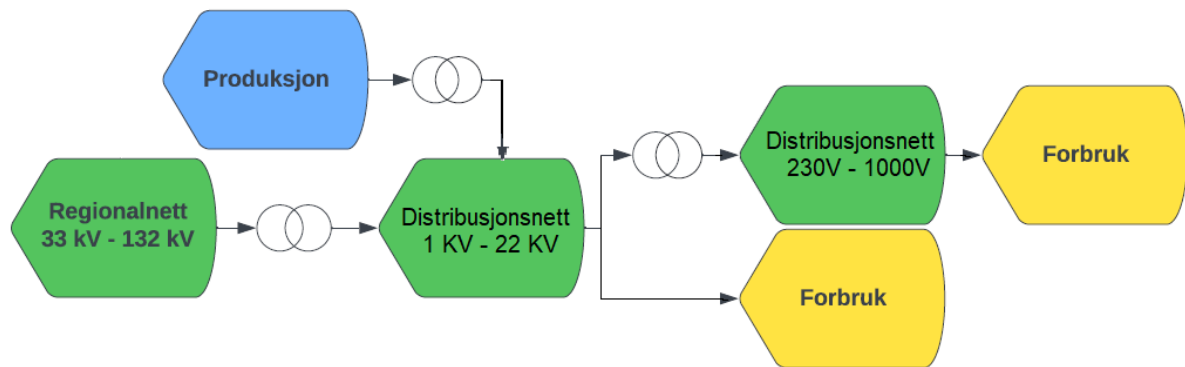 Produksjon
Regionalnett
33 kV - 132 kV
Distribusjonsnett
1 KV - 22 KV
Distribusjonsnett
230V - 1000V
Forbruk
Forbruk